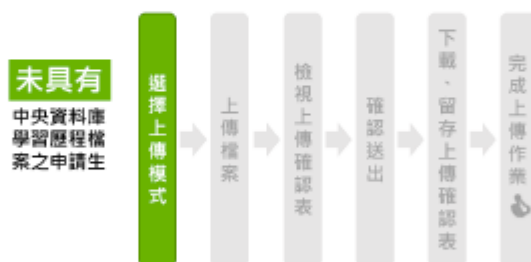 未具有
中央資料庫
學習歷程檔
案之申請生
選擇上傳模式
上傳檔案
檢視上傳確認表
確認送出
下載、留存上傳確認表
完成上傳作業